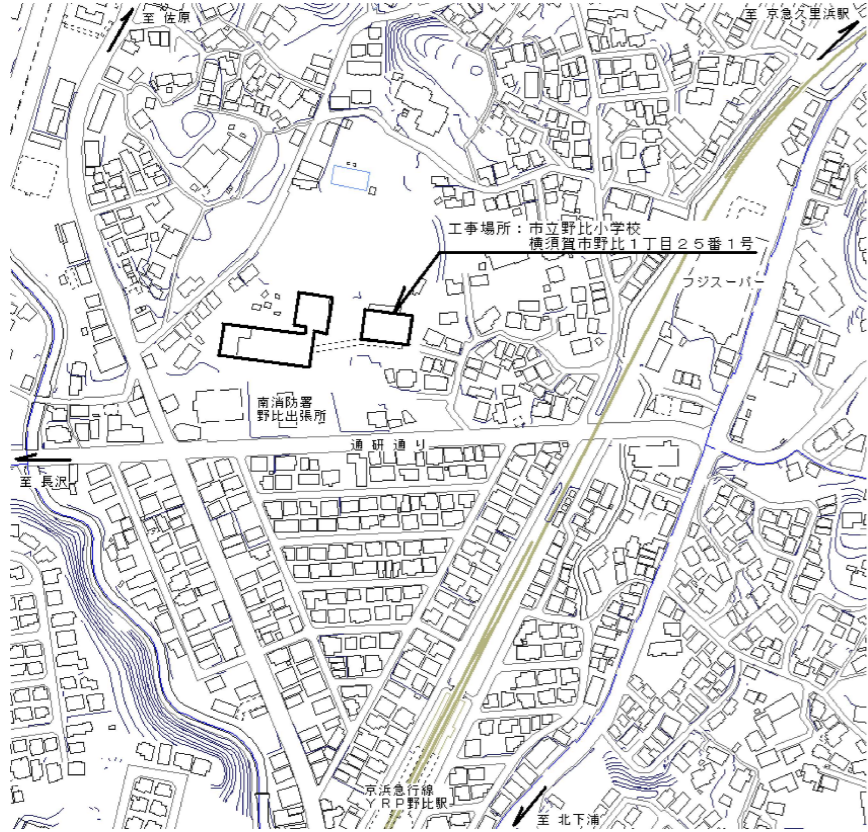 至 佐原
至 京急久里浜駅
工事場所：市立野比小学校
横須賀市野比1丁目25番1号
フジスーパー
南消防署
野比出張所
通研通り
至 長沢
京浜急行線
YRP野比駅
至 北下浦